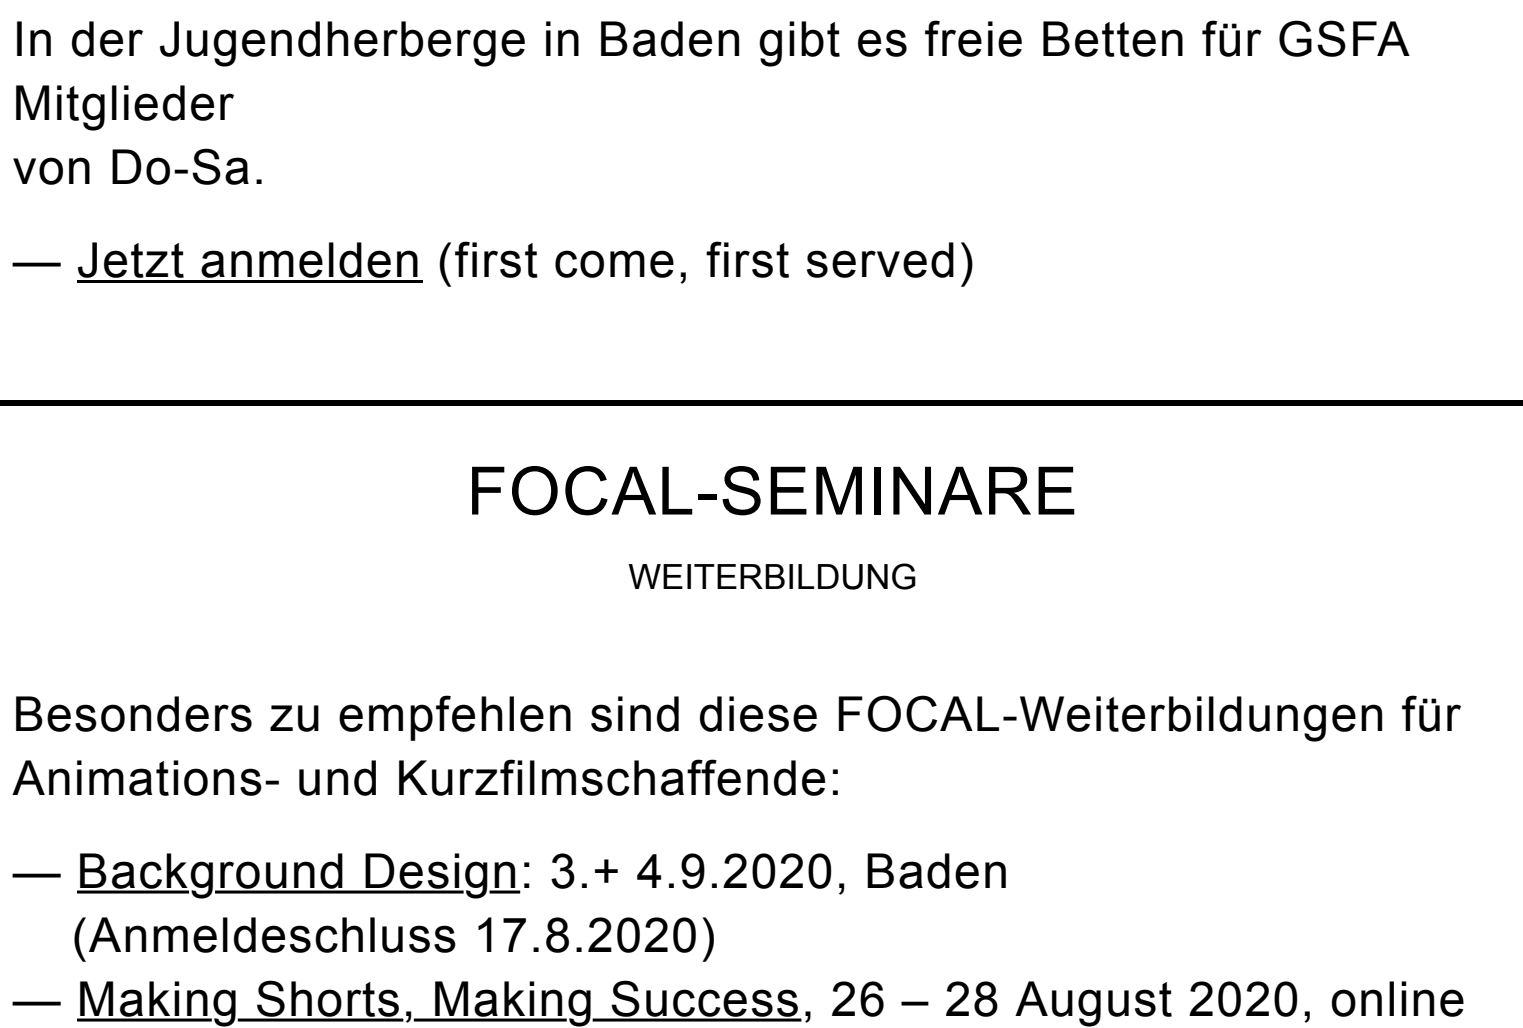 In der Jugendherberge in Baden gibt es freie Betten für GSFA
Mitglieder
von Do-Sa.
— Jetzt anmelden (first come, first served)
FOCAL-SEMINARE
WEITERBILDUNG
Besonders zu empfehlen sind diese FOCAL-Weiterbildungen für
Animations- und Kurzfilmschaffende:
— Background Design: 3.+ 4.9.2020, Baden
(Anmeldeschluss 17.8.2020)
— Making Shorts, Making Success, 26 – 28 August 2020, online